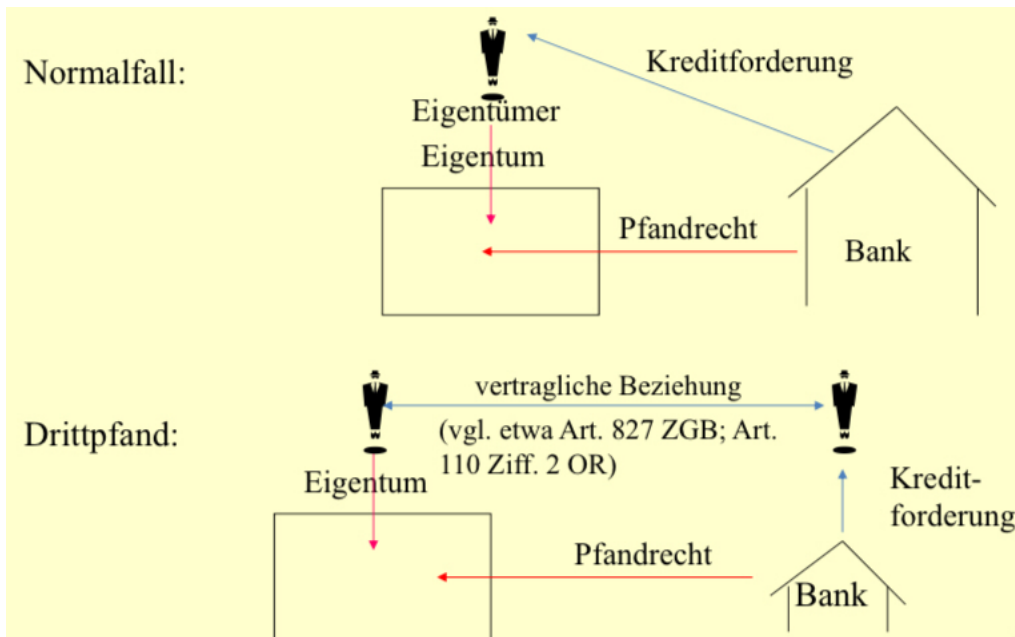 Normalfall:
Kreditforderung
Eigentümer
Eigentum
Pfandrecht
Bank
Drittpfand:
vertragliche Beziehung
(vgl. etwa Art. 827 ZGB; Art.
110 Ziff. 2 OR)
Eigentum
Kredit-
forderung
Pfandrecht
Bank